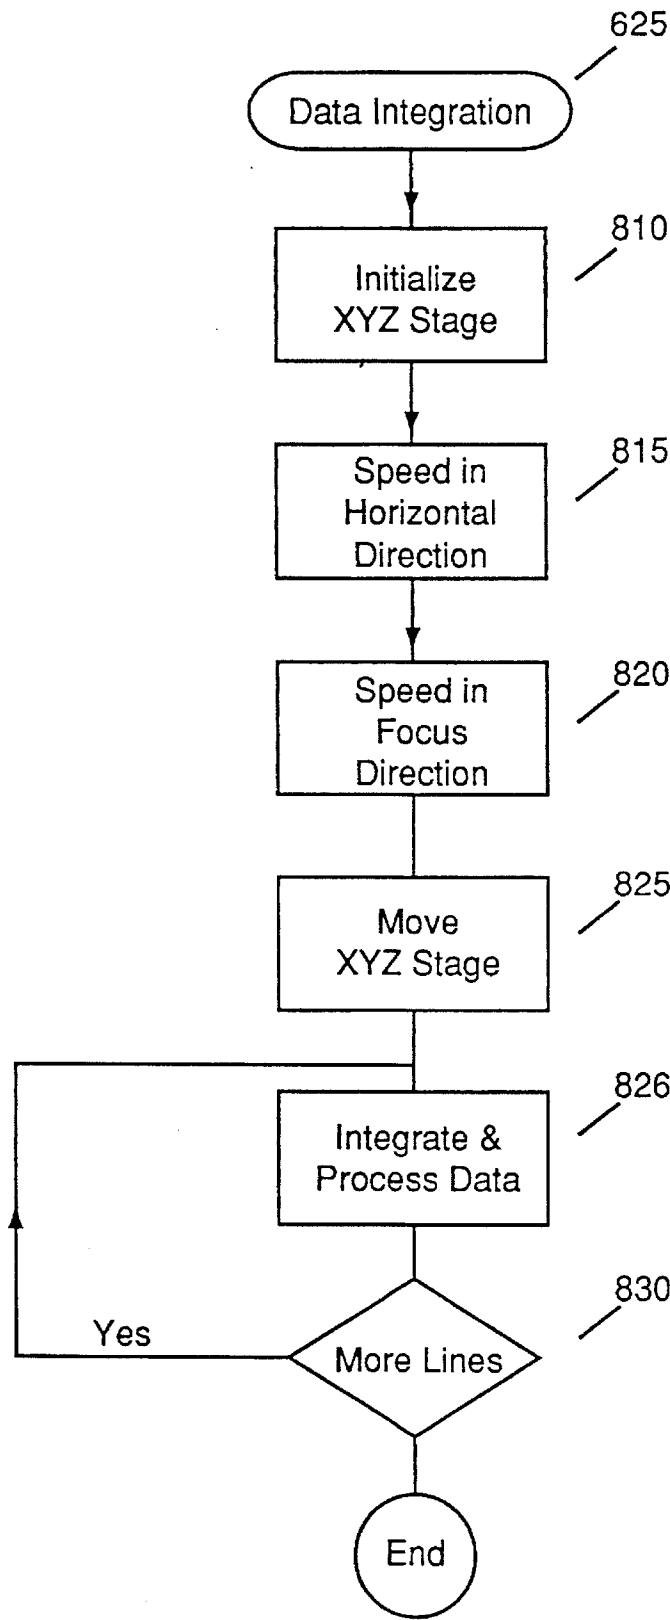 625
Data Integration
810
Initialize
XYZ Stage
815
Speed in
Horizontal
Direction
820
Speed in
Focus
Direction
825
Move
XYZ Stage
826
Integrate &
Process Data
830
Yes
More Lines
End